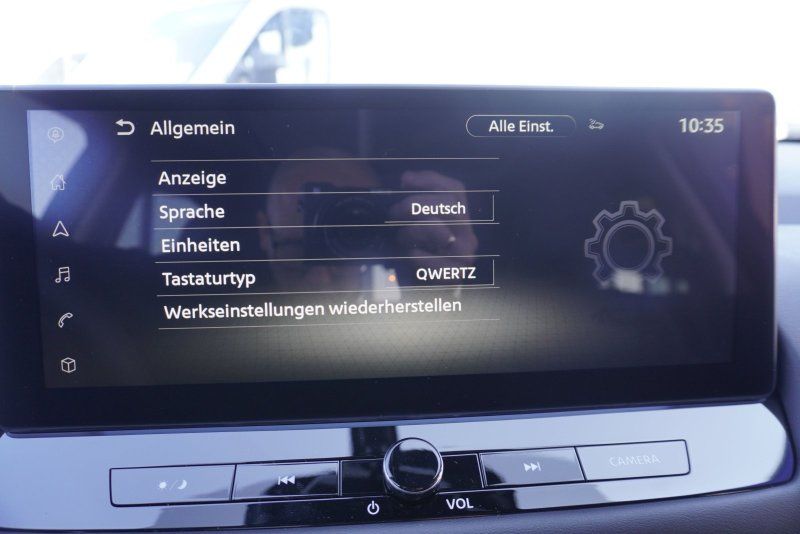 Allgemein
Alle Einst.
10:35
Anzeige
Sprache
Deutsch
Einheiten
Tastaturtyp
QWERTZ
Werkseinstellungen wiederherstellen
CAMERA
VOL